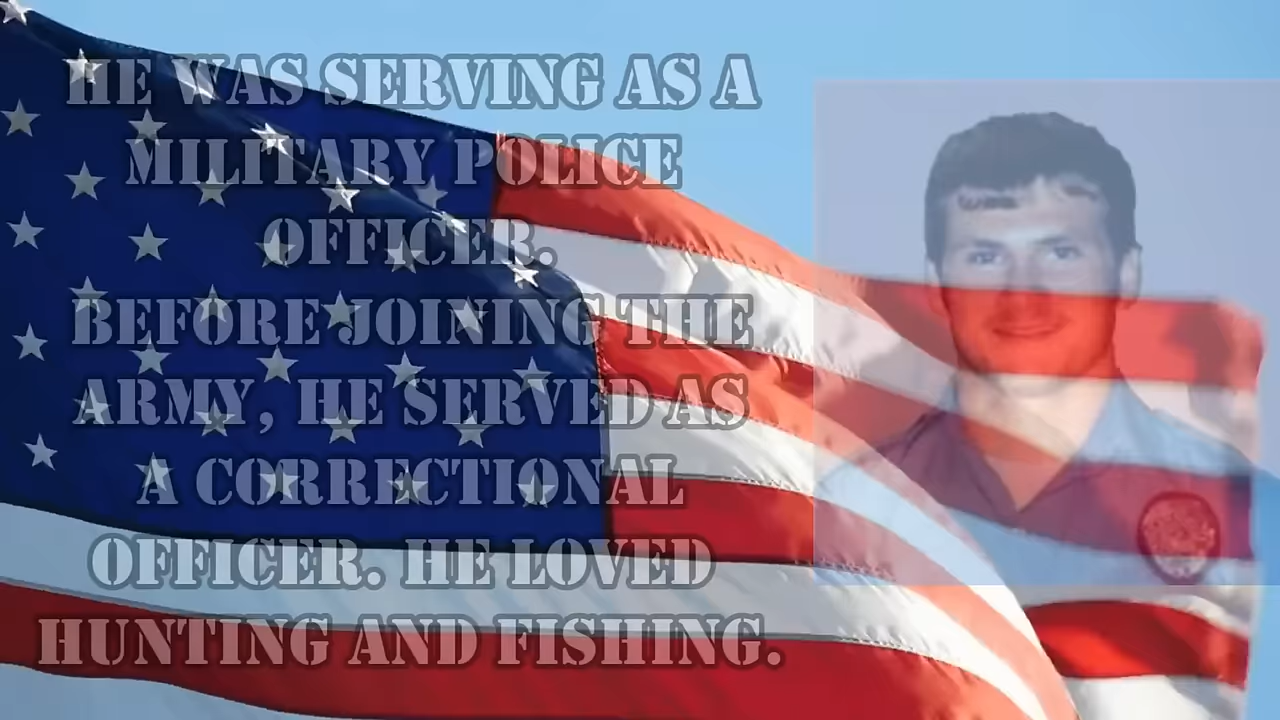 HE WAS SERVING AS A
MILITARY POLICE
OFFICER.
BEFORE JOINING THE
ARMY, HE SERVED AS
A CORRECTIONAL
OFFICER. HE LOVED
HUNTING AND FISHING.